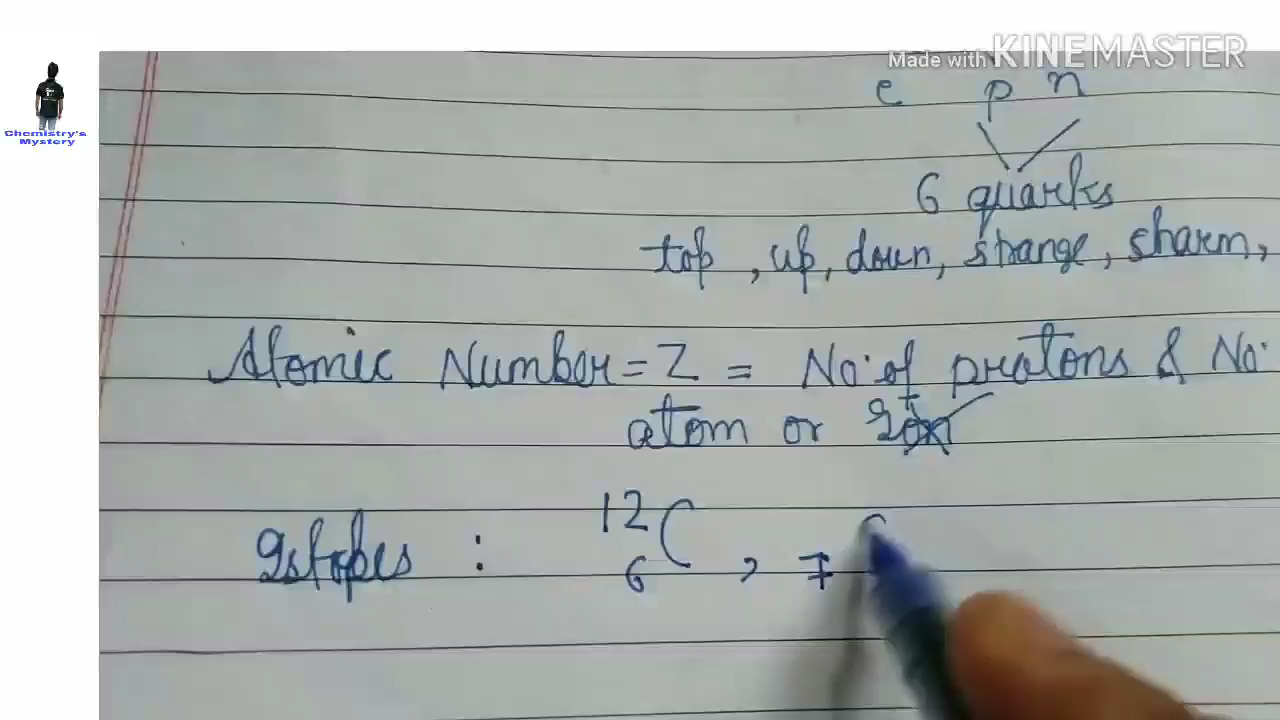 Made with KINEMASTER
Chemistry's
Mystery
e p n
6 quarks
top , up, down, strange, sharm,
Atomic Number = Z = No. of protons & No.
atom or
Istopes :
12
C
6
, 7